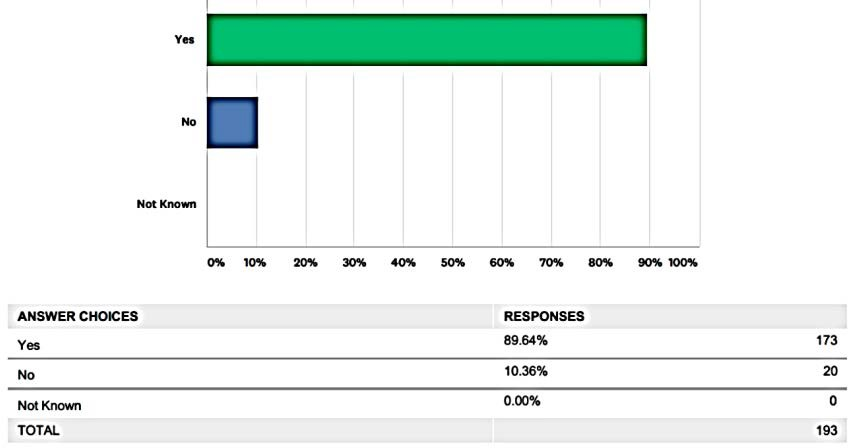 Yes
No
Not Known
0% 10% 20% 30% 40% 50% 60% 70% 80% 90% 100%
ANSWER CHOICES RESPONSES
Yes 89.64% 173
No 10.36% 20
Not Known 0.00% 0
TOTAL 193